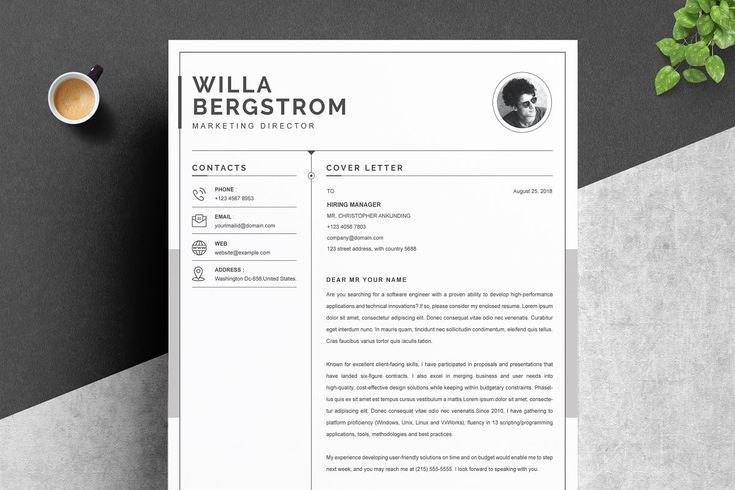 WILLA
BERGSTROM
MARKETING DIRECTOR
CONTACTS
PHONE :
+123 4567 8953
EMAIL :
yourmailid@domain.com
WEB
website@example.com
ADDRESS :
Washington Dc-658,United States.
COVER LETTER
TO
August 25, 2018
HIRING MANAGER
MR. CHRISTOPHER ANKUNDING
+123 4056 7803
company@domain.com
123 street address, with country 5688
DEAR MR YOUR NAME
Are you searching for a software engineer with a proven ability to develop high-performance
applications and technical innovations? If so, please consider my enclosed resume. Lorem ipsum
dolor sit amet, consectetur adipiscing elit. Donec consequat vitae odio nec venenatis. Curabitur
eget interdum nunc. In mauris quam, tincidunt nec sollicitudin condimentum, eleifend quis tellus.
Cras faucibus varius tortor quis iaculis tation.
Known for excellent client-facing skills, I have participated in proposals and presentations that
have landed six-figure contracts. I also excel in merging business and user needs into
high-quality, cost-effective design solutions while keeping within budgetary constraints. Phasel-
lus quis ex sit amet tempus cursus vestibulum a mattis Lorem ipsum dolor sit amet, consecte-
tur adipiscing elit. Donec consequat vitae odio nec venenatis.Since 2010, I have gathering to
platform proficiency (Windows, Unix, Linux and VxWorks), fluency in 13 scripting/programming
applications, tools, methodologies and best practices.
My experience developing user-friendly solutions on time and on budget would enable me to step
next week, and you may reach me at (215) 555-5555. I look forward to speaking with you.